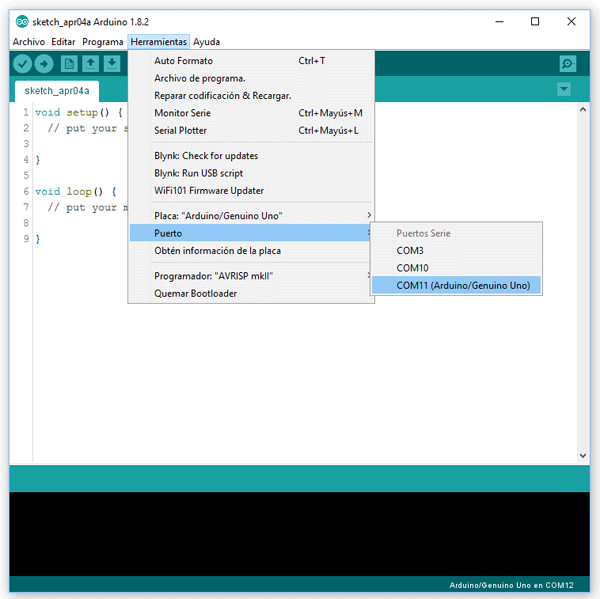 sketch_apr04a Arduino 1.8.2
Archivo Editar Programa Herramientas Ayuda
sketch_apr04a
Auto Formato Ctrl+T
Archivo de programa.
Reparar codificación & Recargar.
Monitor Serie Ctrl+Mayús+M
Serial Plotter Ctrl+Mayús+L
Blynk: Check for updates
Blynk: Run USB script
WiFi101 Firmware Updater
Placa: "Arduino/Genuino Uno"
Puerto
Obtén información de la placa
Programador: "AVRISP mkII"
Quemar Bootloader
Puertos Serie
COM3
COM10
COM11 (Arduino/Genuino Uno)
1 void setup() {
2 // put your s
3
4 }
5
6 void loop() {
7 // put your m
8
9 }
Arduino/Genuino Uno en COM12